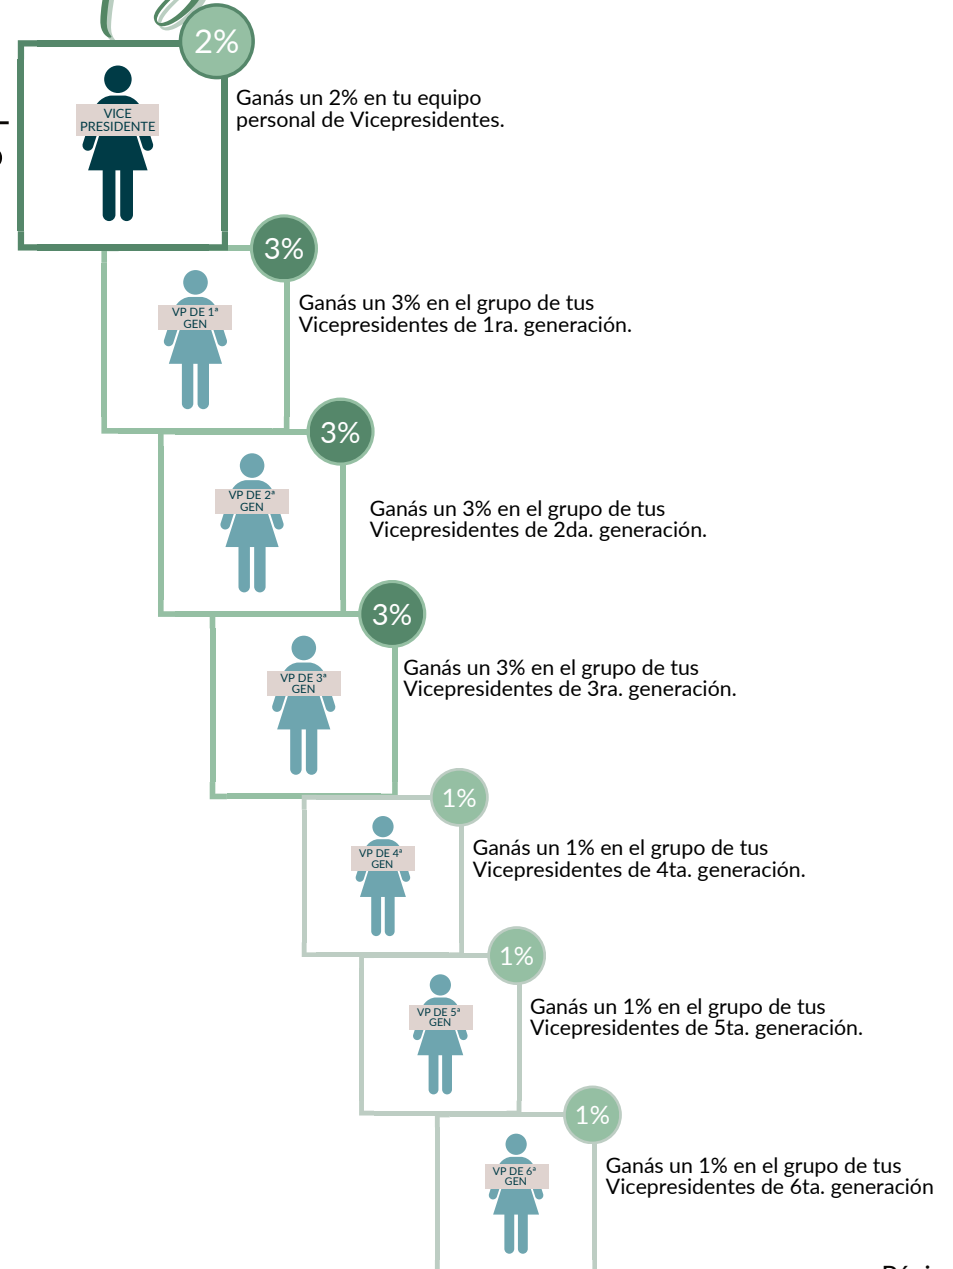 2%
VICE
PRESIDENTE
Ganás un 2% en tu equipo
personal de Vicepresidentes.
3%
VP DE 1ª
GEN
Ganás un 3% en el grupo de tus
Vicepresidentes de 1ra. generación.
3%
VP DE 2ª
GEN
Ganás un 3% en el grupo de tus
Vicepresidentes de 2da. generación.
3%
VP DE 3ª
GEN
Ganás un 3% en el grupo de tus
Vicepresidentes de 3ra. generación.
1%
VP DE 4ª
GEN
Ganás un 1% en el grupo de tus
Vicepresidentes de 4ta. generación.
1%
VP DE 5ª
GEN
Ganás un 1% en el grupo de tus
Vicepresidentes de 5ta. generación.
1%
VP DE 6ª
GEN
Ganás un 1% en el grupo de tus
Vicepresidentes de 6ta. generación